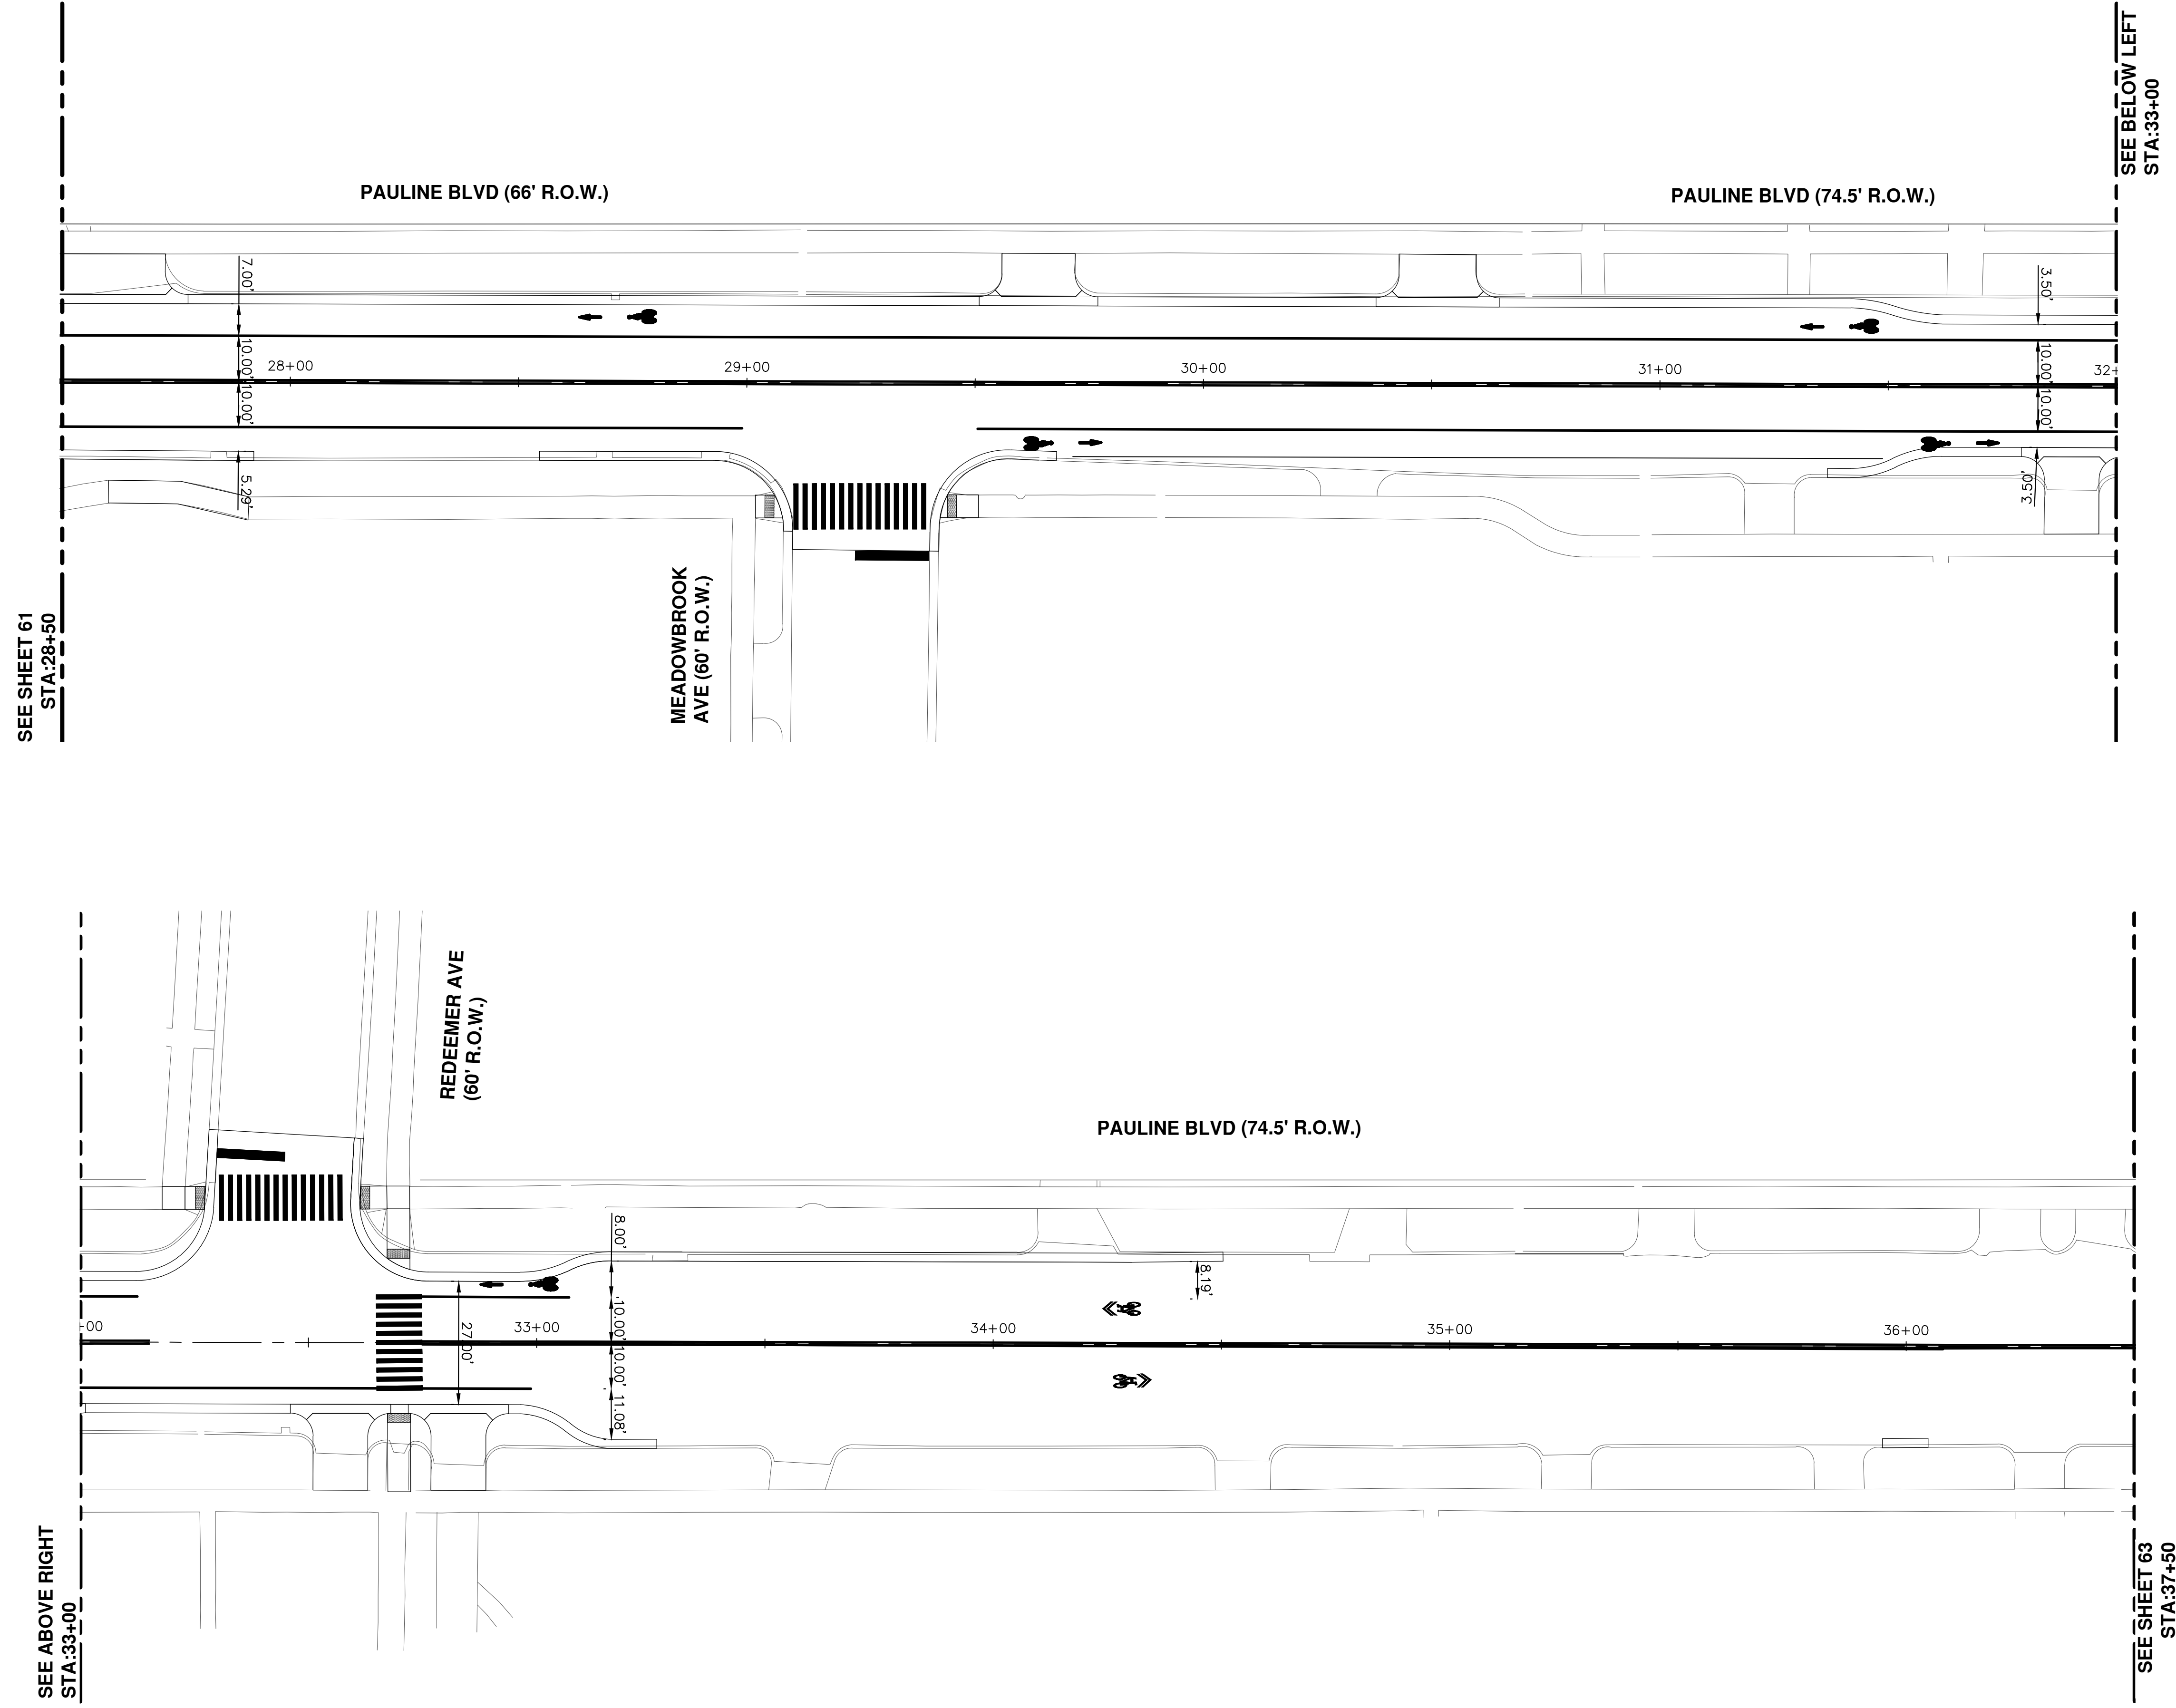 SEE BELOW LEFT
STA:33+00
PAULINE BLVD (66' R.O.W.)
PAULINE BLVD (74.5' R.O.W.)
7.00'
3.50'
10.00'
10.00'
28+00
29+00
30+00
31+00
32+
10.00'
10.00'
5.29'
3.50'
MEADOWBROOK
AVE (60' R.O.W.)
SEE SHEET 61
STA:28+50
REDEEMER AVE
(60' R.O.W.)
PAULINE BLVD (74.5' R.O.W.)
8.00'
8.19'
10.00'
+00
33+00
34+00
35+00
36+00
27.00'
10.00'
11.08'
SEE ABOVE RIGHT
STA:33+00
SEE SHEET 63
STA:37+50